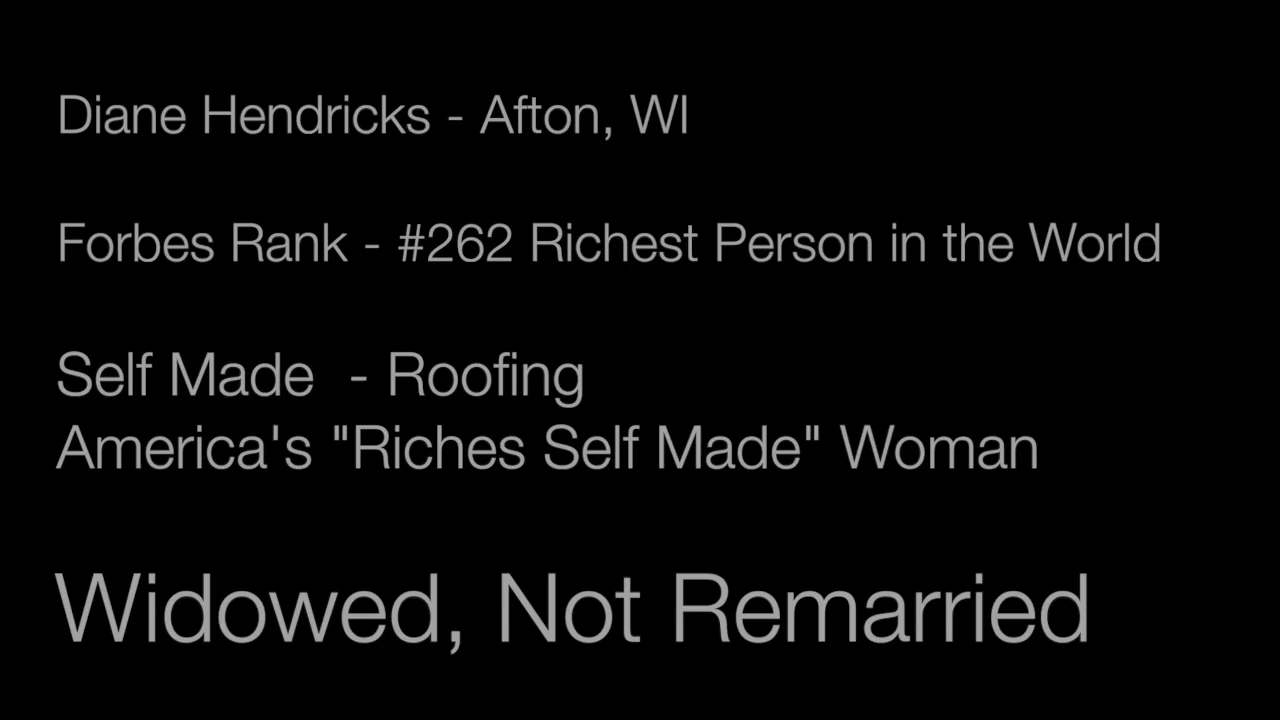 Diane Hendricks - Afton, WI
Forbes Rank - #262 Richest Person in the World
Self Made - Roofing
America's "Riches Self Made" Woman
Widowed, Not Remarried